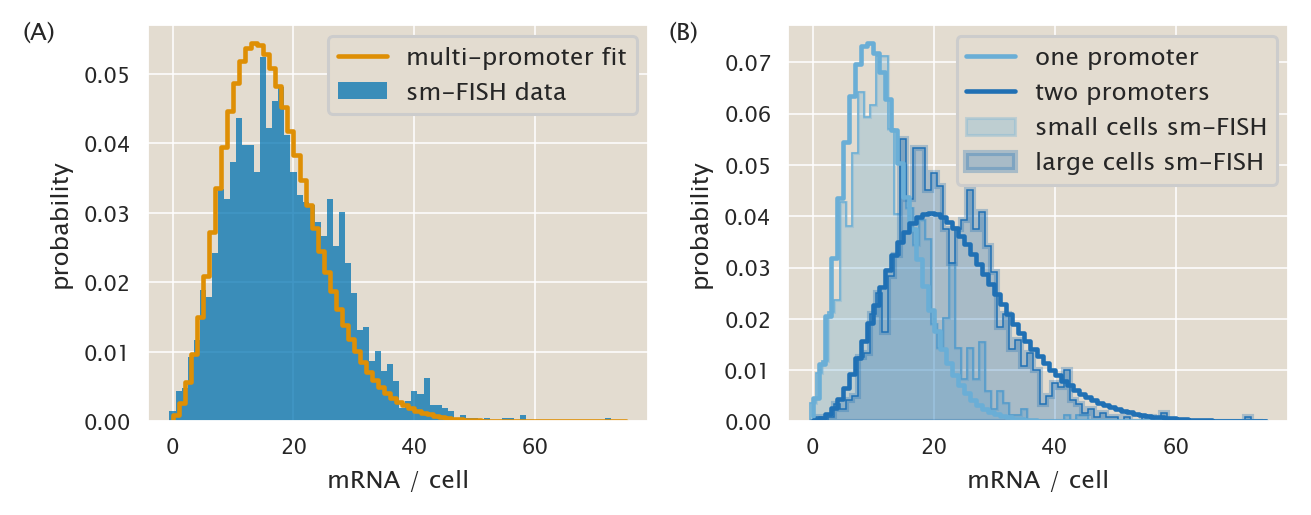 (A)
multi-promoter fit
sm-FISH data
probability
0.05
0.04
0.03
0.02
0.01
0.00
0
20
40
60
mRNA / cell
(B)
one promoter
two promoters
small cells sm-FISH
large cells sm-FISH
probability
0.07
0.06
0.05
0.04
0.03
0.02
0.01
0.00
0
20
40
60
mRNA / cell